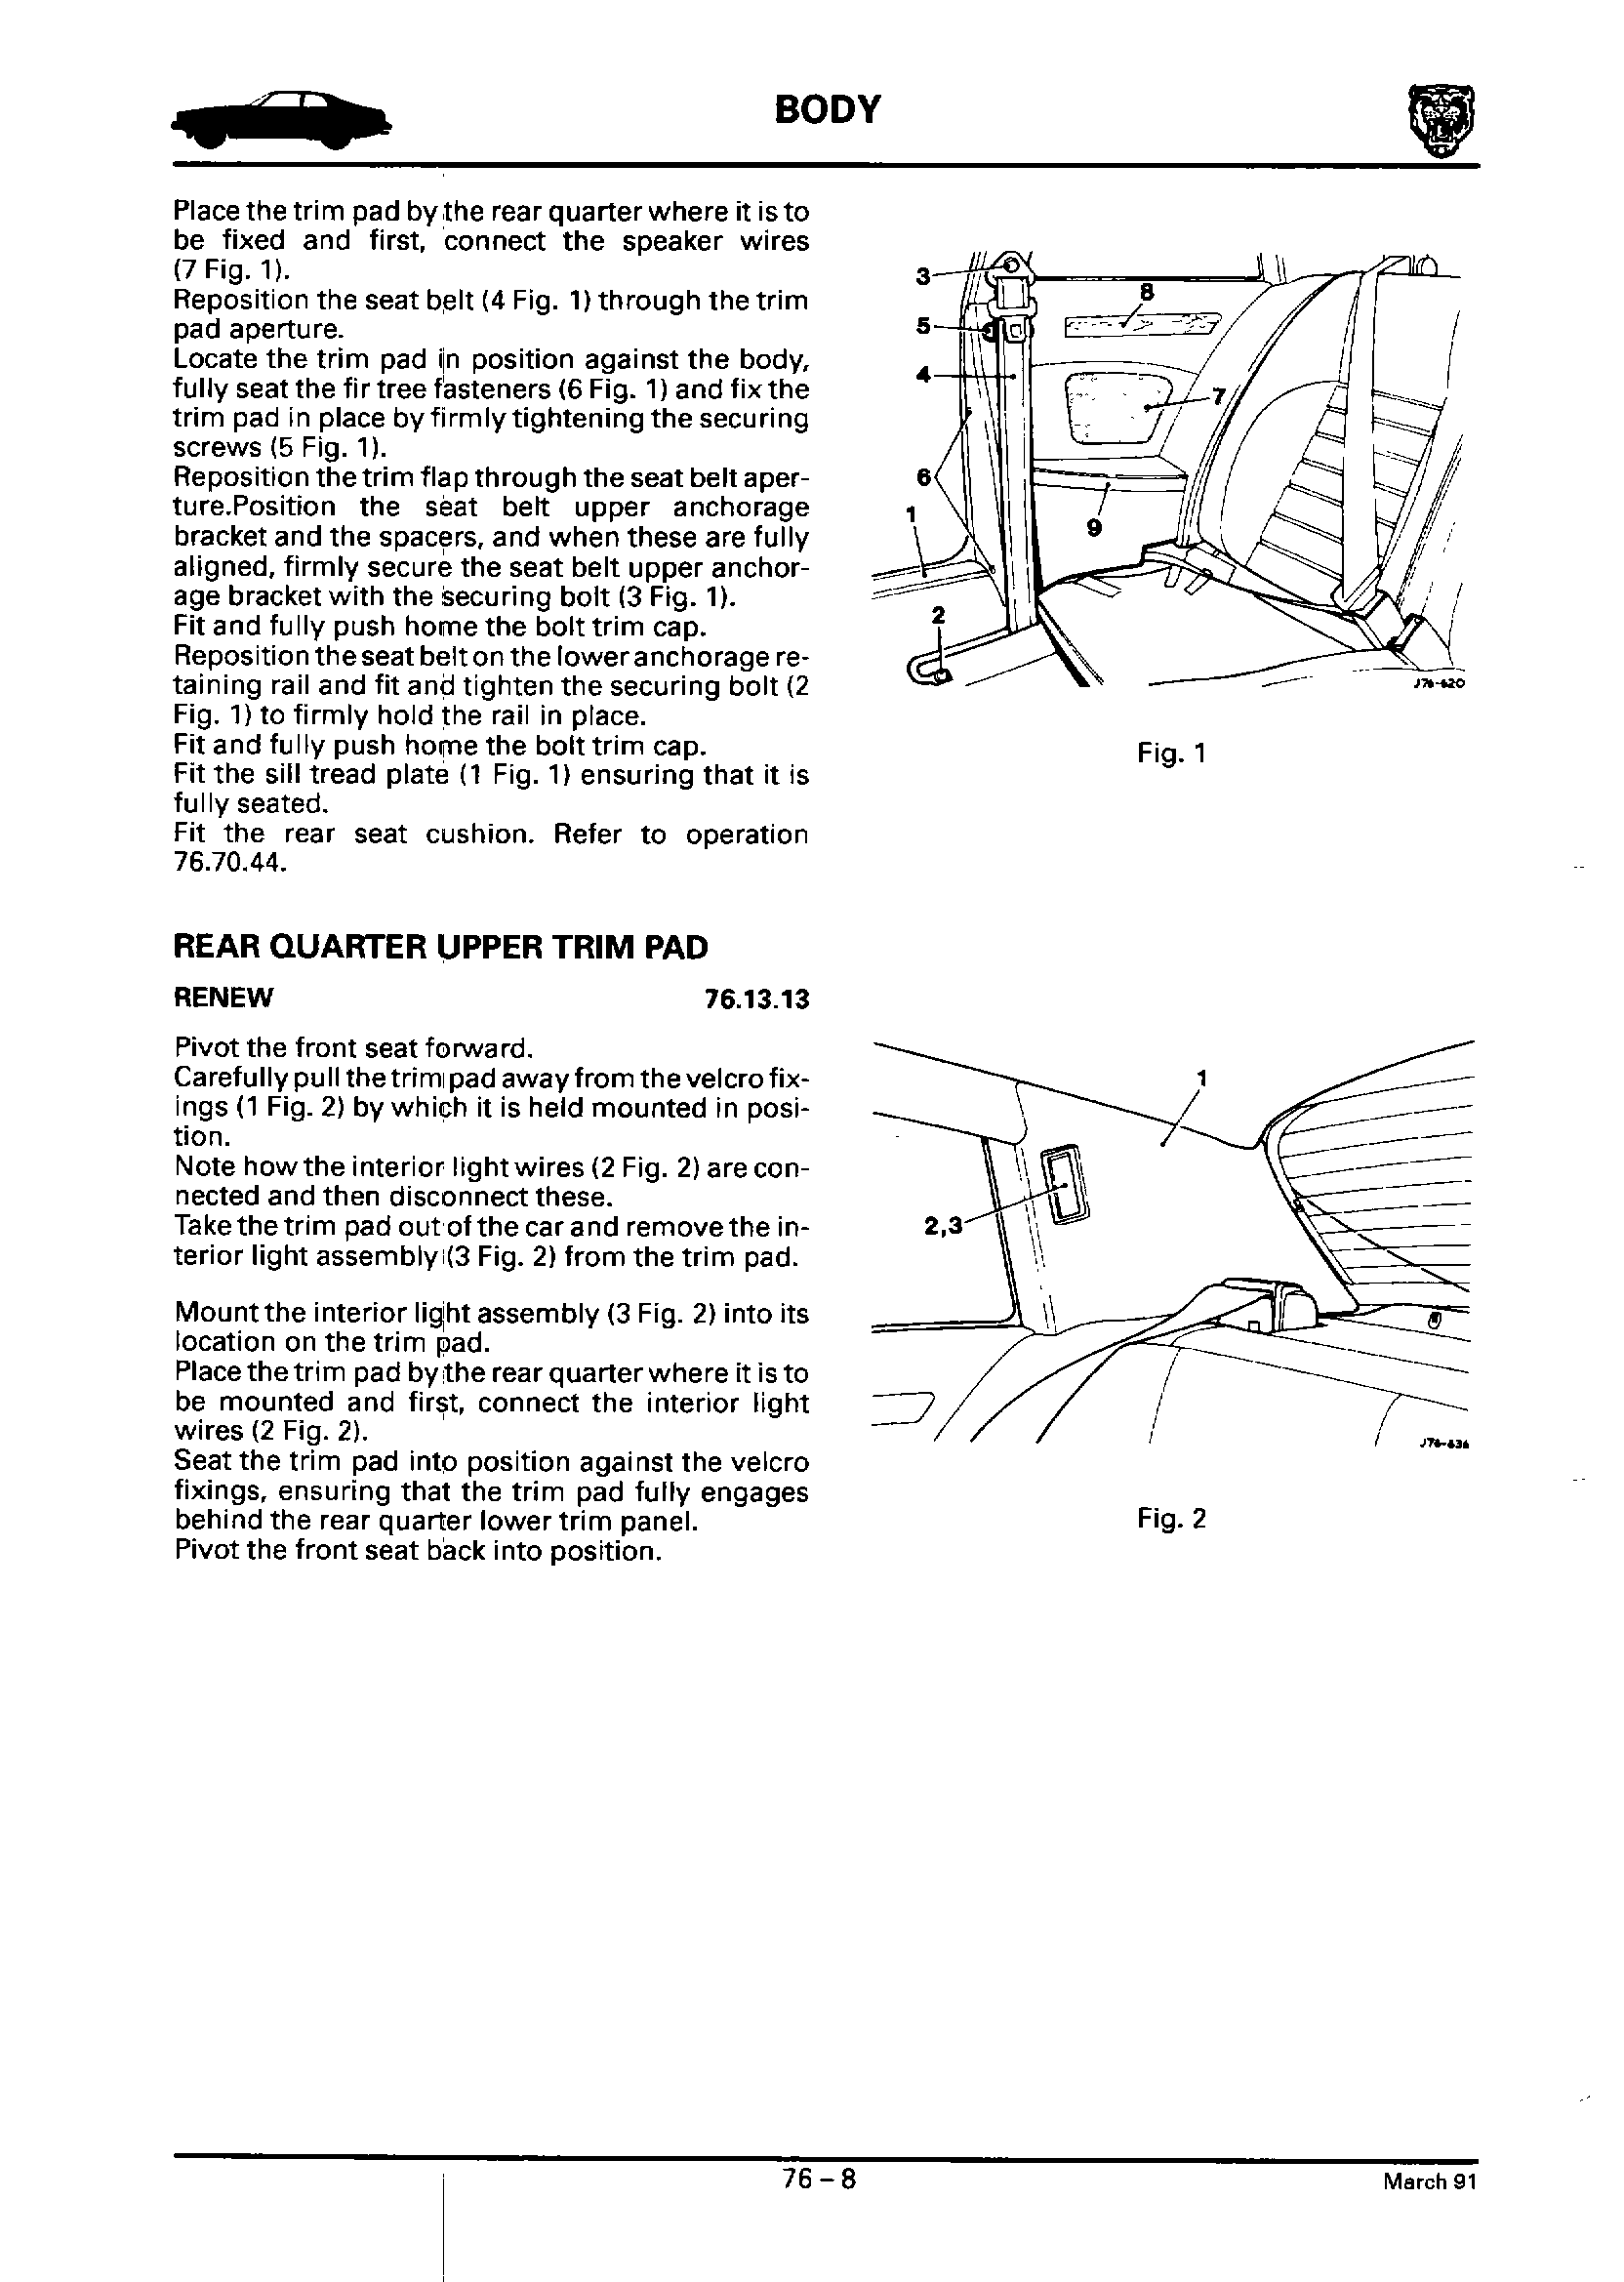 BODY
Place the trim pad by the rear quarter where it is to
be fixed and first, connect the speaker wires
(7 Fig. 1).
Reposition the seat belt (4 Fig. 1) through the trim
pad aperture.
Locate the trim pad in position against the body,
fully seat the fir tree fasteners (6 Fig. 1) and fix the
trim pad in place by firmly tightening the securing
screws (5 Fig. 1).
Reposition the trim flap through the seat belt aper-
ture.Position the seat belt upper anchorage
bracket and the spacers, and when these are fully
aligned, firmly secure the seat belt upper anchor-
age bracket with the securing bolt (3 Fig. 1).
Fit and fully push home the bolt trim cap.
Reposition the seat belt on the lower anchorage re-
taining rail and fit and tighten the securing bolt (2
Fig. 1) to firmly hold the rail in place.
Fit and fully push home the bolt trim cap.
Fit the sill tread plate (1 Fig. 1) ensuring that it is
fully seated.
Fit the rear seat cushion. Refer to operation
76.70.44.
3
8
5
4
7
6
1
9
2
J76-620
Fig. 1
REAR QUARTER UPPER TRIM PAD
RENEW 76.13.13
Pivot the front seat forward.
Carefully pull the trim pad away from the velcro fix-
ings (1 Fig. 2) by which it is held mounted in posi-
tion.
Note how the interior light wires (2 Fig. 2) are con-
nected and then disconnect these.
Take the trim pad out of the car and remove the in-
terior light assembly (3 Fig. 2) from the trim pad.
Mount the interior light assembly (3 Fig. 2) into its
location on the trim pad.
Place the trim pad by the rear quarter where it is to
be mounted and first, connect the interior light
wires (2 Fig. 2).
Seat the trim pad into position against the velcro
fixings, ensuring that the trim pad fully engages
behind the rear quarter lower trim panel.
Pivot the front seat back into position.
1
2,3
J76-636
Fig. 2
76 – 8
March 91